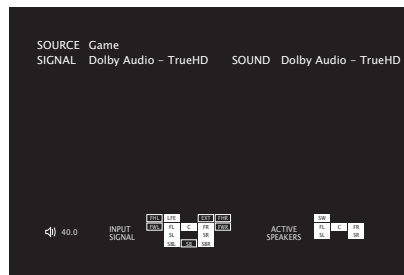 SOURCE Game
SIGNAL Dolby Audio – TrueHD SOUND Dolby Audio – TrueHD
FHL LFE EXT FHR SW
FWL FL C FR FWR FL C FR
40.0 INPUT SIGNAL SL SR ACTIVE SPEAKERS SL SR
SBL SB SBR